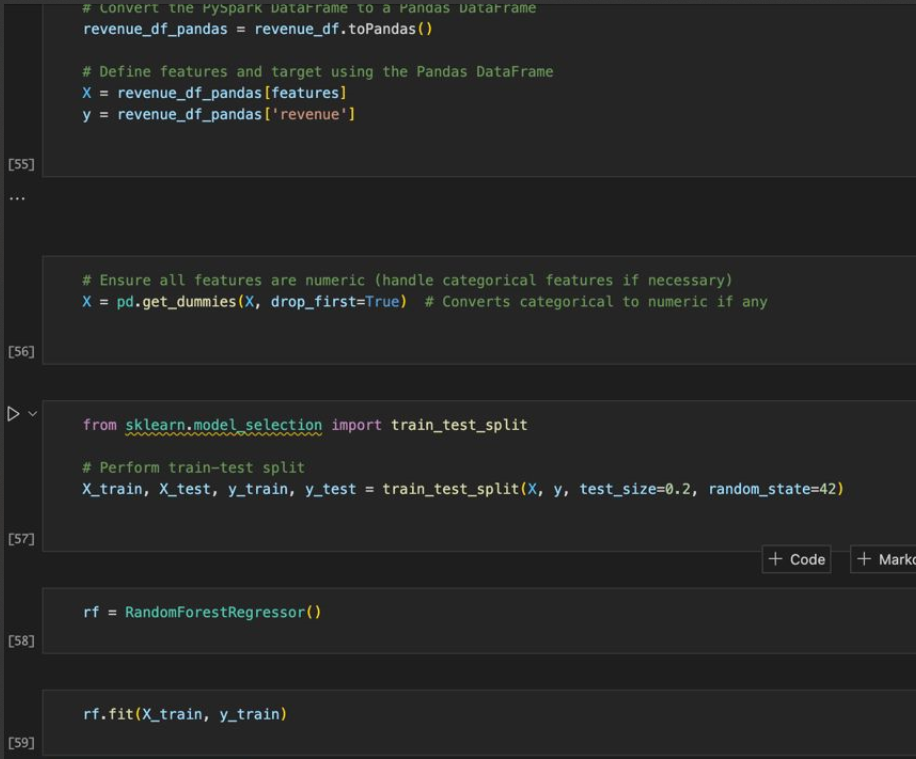 # Convert the PySpark DataFrame to a Pandas DataFrame
revenue_df_pandas = revenue_df.toPandas()
# Define features and target using the Pandas DataFrame
X = revenue_df_pandas[features]
y = revenue_df_pandas['revenue']
[55]
...
# Ensure all features are numeric (handle categorical features if necessary)
X = pd.get_dummies(X, drop_first=True)  # Converts categorical to numeric if any
[56]
from sklearn.model_selection import train_test_split
# Perform train-test split
X_train, X_test, y_train, y_test = train_test_split(X, y, test_size=0.2, random_state=42)
[57]
+ Code + Markd
rf = RandomForestRegressor()
[58]
rf.fit(X_train, y_train)
[59]